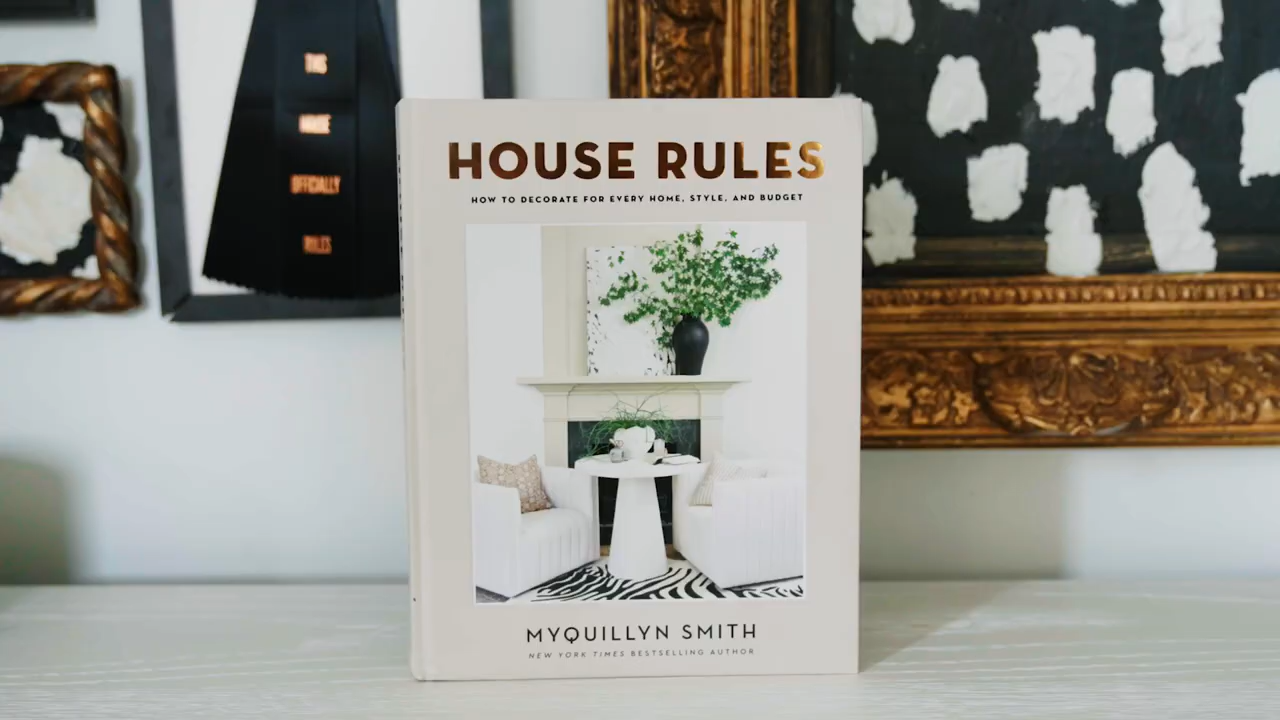 THIS
HOUSE
OFFICIALLY
RULES
HOUSE RULES
HOW TO DECORATE FOR EVERY HOME, STYLE, AND BUDGET
MYQUILLYN SMITH
NEW YORK TIMES BESTSELLING AUTHOR